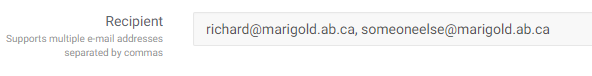 Recipient
Supports multiple e-mail addresses
separated by commas
richard@marigold.ab.ca, someoneelse@marigold.ab.ca